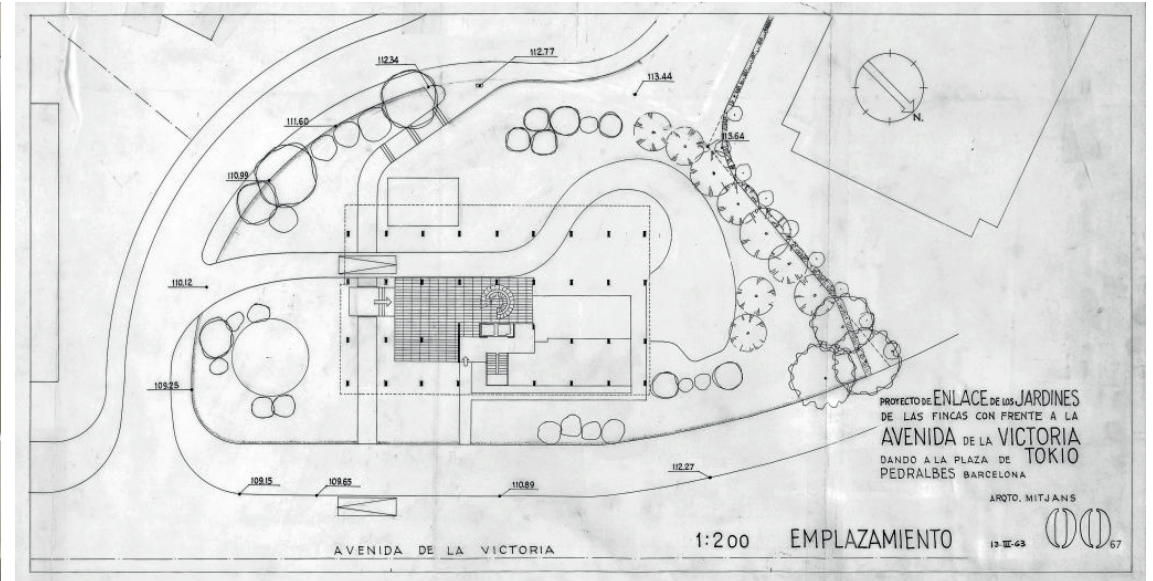 112.77
112.34
113.44
111.60
N.
113.64
110.99
110.12
109.25
PROYECTO DE ENLACE DE LOS JARDINES
DE LAS FINCAS CON FRENTE A LA
AVENIDA DE LA VICTORIA
DANDO A LA PLAZA DE TOKIO
PEDRALBES BARCELONA
112.27
109.15
109.65
110.89
ARQTO. MITJANS
AVENIDA DE LA VICTORIA
1:200 EMPLAZAMIENTO 13-III-63 67